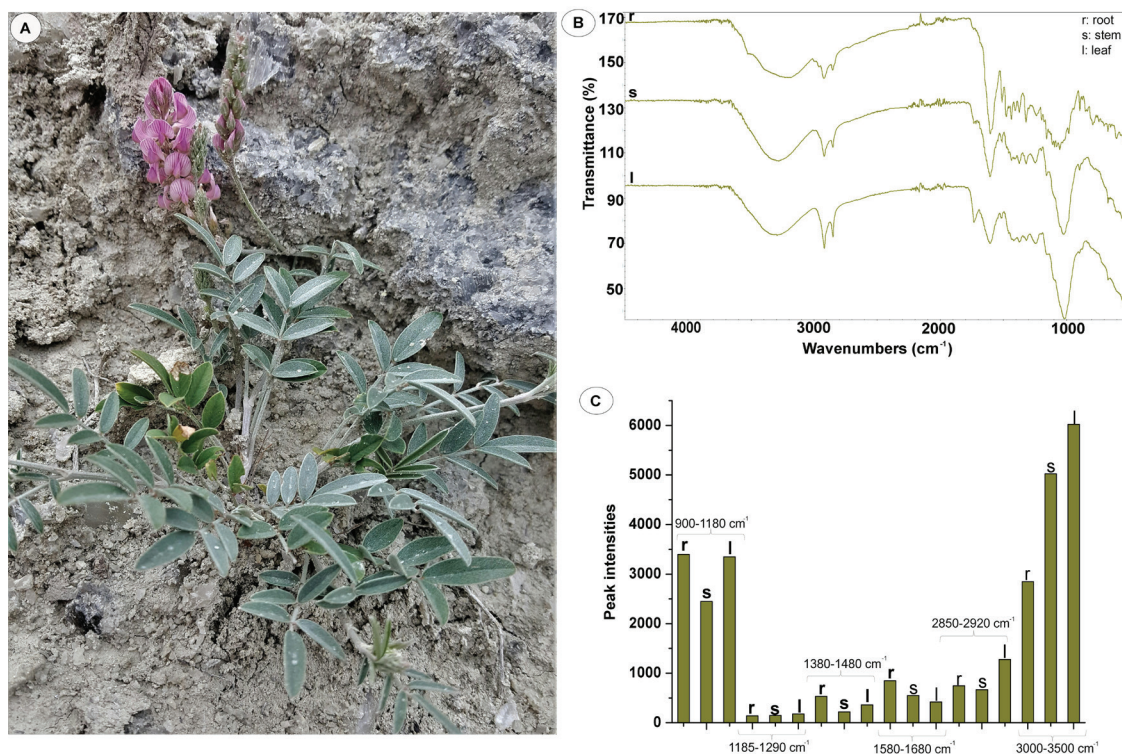 A
B
r
s
l
170
150
130
110
90
70
50
Transmittance (%)
4000 3000 2000 1000
Wavenumbers (cm-1)
r: root
s: stem
l: leaf
C
6000
5000
4000
3000
2000
1000
0
Peak intensities
900-1180 cm-1
r s l
r s l
1185-1290 cm-1
1380-1480 cm-1
r s l
r s l
1580-1680 cm-1
2850-2920 cm-1
r s l
r s l
3000-3500 cm-1